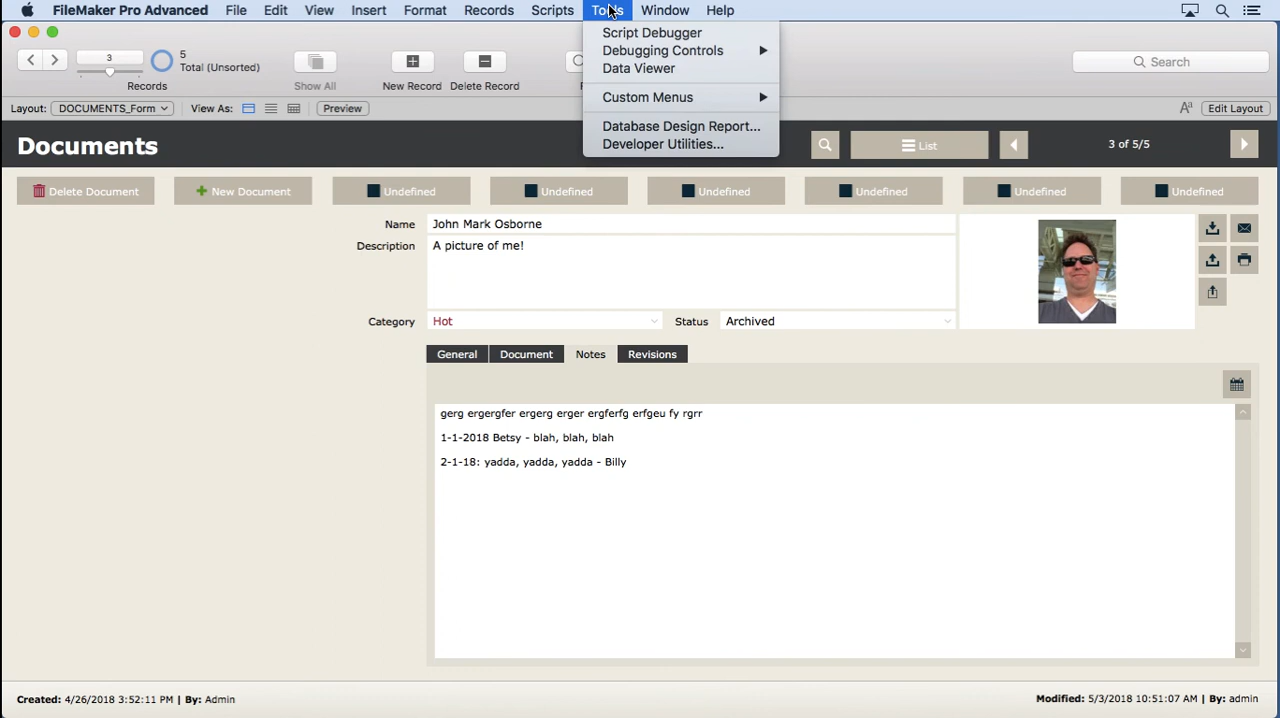 FileMaker Pro Advanced File Edit View Insert Format Records Scripts Tools Window Help
Script Debugger
Debugging Controls
Data Viewer
Custom Menus
Database Design Report...
Developer Utilities...
3
5
Total (Unsorted)
Records
Show All
New Record
Delete Record
Search
Layout: DOCUMENTS_Form View As: Preview
Aa Edit Layout
Documents
List
3 of 5/5
Delete Document New Document Undefined Undefined Undefined Undefined Undefined Undefined
Name John Mark Osborne
Description A picture of me!
Category Hot Status Archived
General Document Notes Revisions
gerg ergergfer ergerg erger ergferfg erfgeu fy rgrr
1-1-2018 Betsy - blah, blah, blah
2-1-18: yadda, yadda, yadda - Billy
Created: 4/26/2018 3:52:11 PM | By: Admin
Modified: 5/3/2018 10:51:07 AM | By: admin